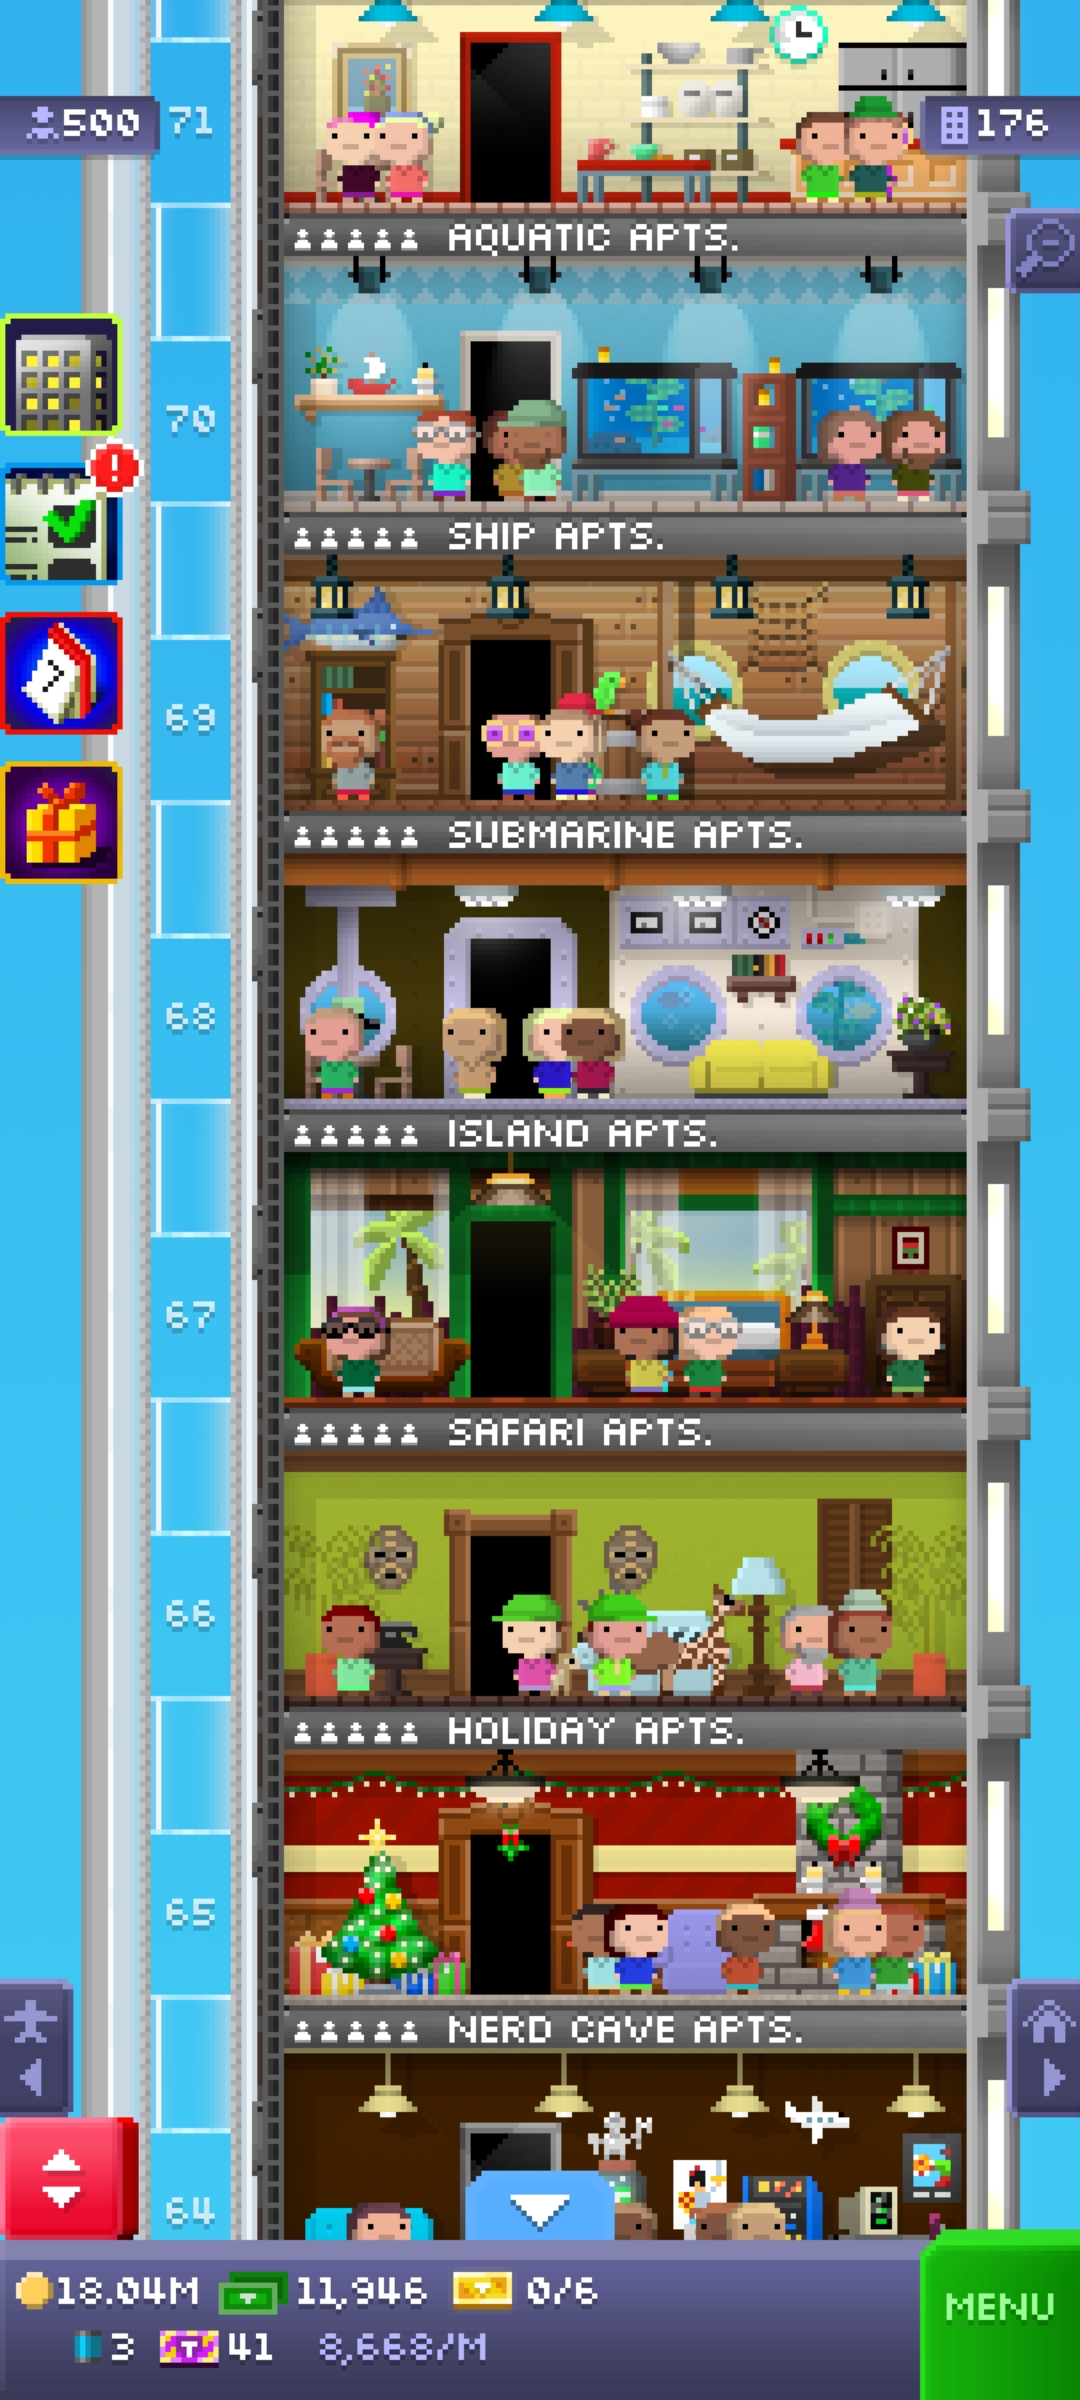 71
500
176
AQUATIC APTS.
70
SHIP APTS.
69
SUBMARINE APTS.
68
ISLAND APTS.
67
SAFARI APTS.
66
HOLIDAY APTS.
65
NERD CAVE APTS.
64
18.04M 11,946 0/6
3 41 8,668/M
MENU